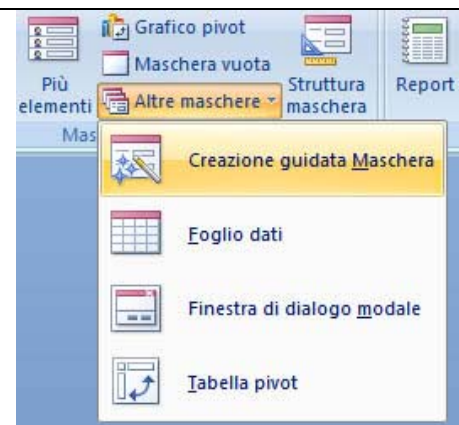 Grafico pivot
Maschera vuota
Più
elementi
Altre maschere
Struttura
maschera
Report
Mas
Creazione guidata Maschera
Foglio dati
Finestra di dialogo modale
Tabella pivot